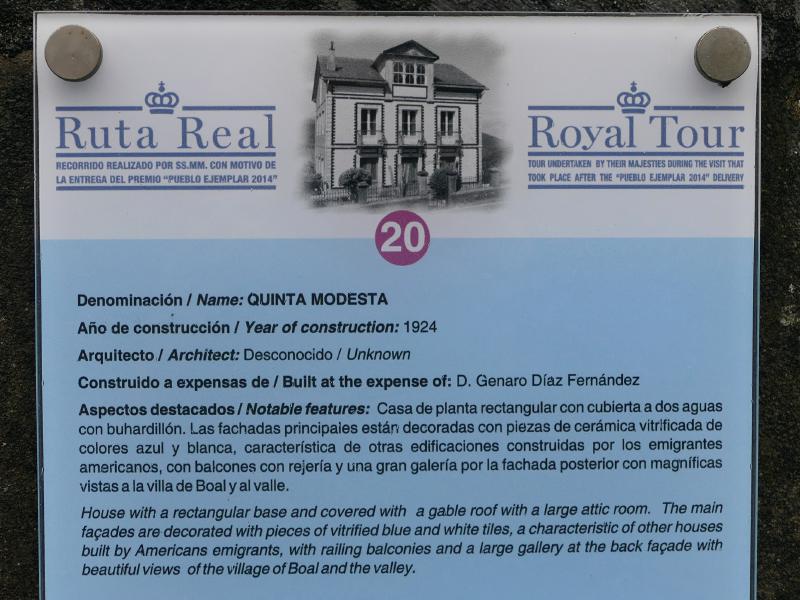 Ruta Real
RECORRIDO REALIZADO POR SS.MM. CON MOTIVO DE
LA ENTREGA DEL PREMIO "PUEBLO EJEMPLAR 2014"
Royal Tour
TOUR UNDERTAKEN BY THEIR MAJESTIES DURING THE VISIT THAT
TOOK PLACE AFTER THE "PUEBLO EJEMPLAR 2014" DELIVERY
20
Denominación / Name: QUINTA MODESTA
Año de construcción / Year of construction: 1924
Arquitecto / Architect: Desconocido / Unknown
Construido a expensas de / Built at the expense of: D. Genaro Díaz Fernández
Aspectos destacados / Notable features: Casa de planta rectangular con cubierta a dos aguas
con buhardillón. Las fachadas principales están decoradas con piezas de cerámica vitrificada de
colores azul y blanca, característica de otras edificaciones construidas por los emigrantes
americanos, con balcones con rejería y una gran galería por la fachada posterior con magníficas
vistas a la villa de Boal y al valle.
House with a rectangular base and covered with a gable roof with a large attic room. The main
façades are decorated with pieces of vitrified blue and white tiles, a characteristic of other houses
built by Americans emigrants, with railing balconies and a large gallery at the back façade with
beautiful views of the village of Boal and the valley.